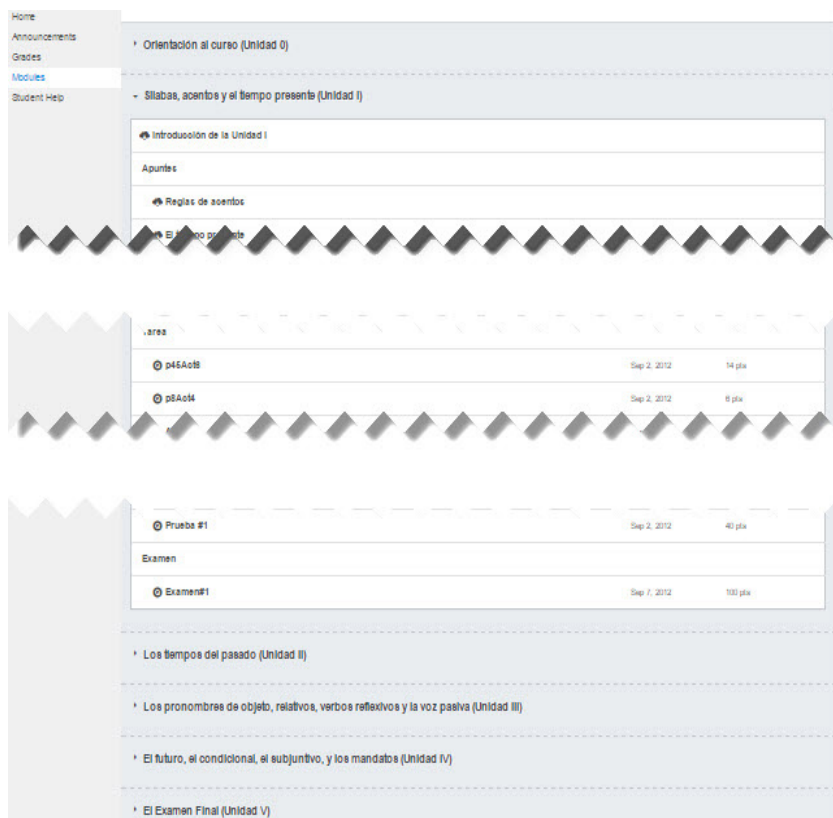 Home
Announcements
Grades
Modules
Student Help
Orientación al curso (Unidad 0)
Sílabas, acentos y el tiempo presente (Unidad I)
Introducción de la Unidad I
Apuntes
Reglas de acentos
El
p45Act8 Sep 2, 2012 14 pts
p8Act4 Sep 2, 2012 6 pts
Prueba #1 Sep 2, 2012 40 pts
Examen
Examen#1 Sep 7, 2012 100 pts
Los tiempos del pasado (Unidad II)
Los pronombres de objeto, relativos, verbos reflexivos y la voz pasiva (Unidad III)
El futuro, el condicional, el subjuntivo, y los mandatos (Unidad IV)
El Examen Final (Unidad V)